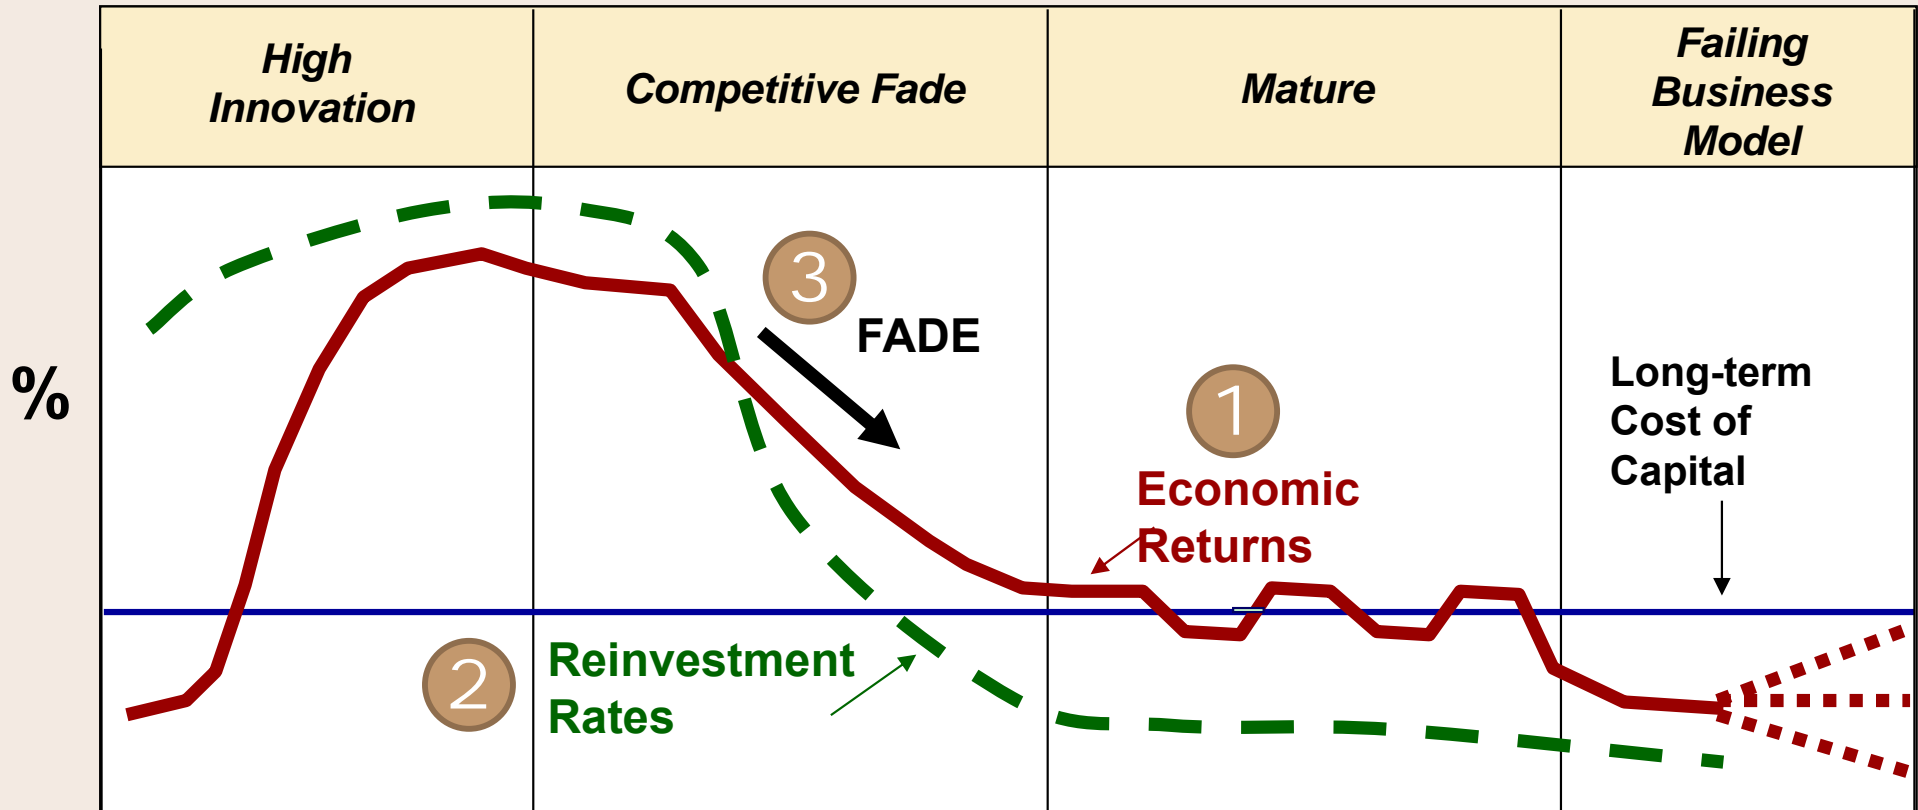 High
Innovation
Competitive Fade
Mature
Failing
Business
Model
%
3
FADE
1
Economic
Returns
Long-term
Cost of
Capital
2
Reinvestment
Rates